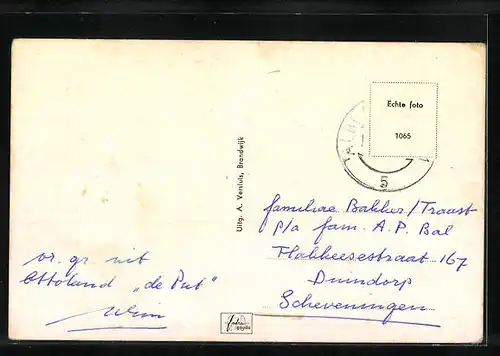 vr. gr. uit
Ottoland „de Put"
Wim
Uitg. A. Versluis, Brandwijk
Echte foto
1065
5
familie Bakker/Traast
p/a fam. A.P. Bal
Flakkeesestraat 167
Duindorp
Scheveningen